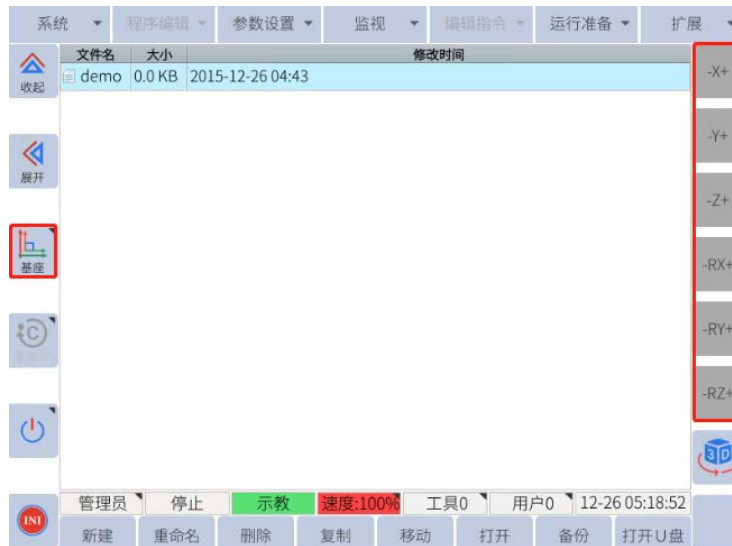 系统 程序编辑 参数设置 监视 编辑指令 运行准备 扩展
收起
展开
基座
文件名 大小 修改时间
demo 0.0 KB 2015-12-26 04:43
-X+
-Y+
-Z+
-RX+
-RY+
-RZ+
3D
管理员 停止 示教 速度:100% 工具0 用户0 12-26 05:18:52
INI
新建 重命名 删除 复制 移动 打开 备份 打开U盘